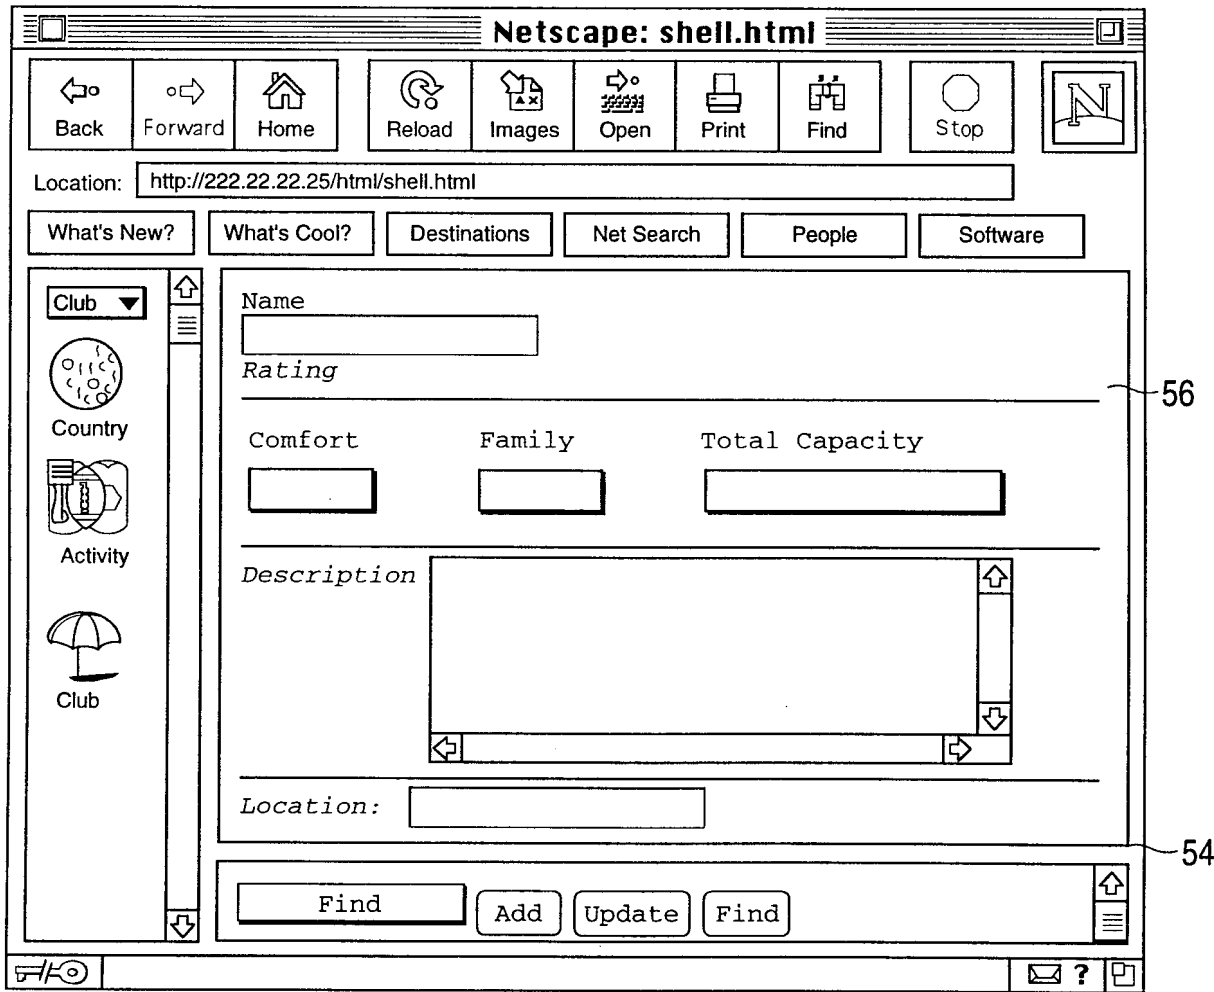 Netscape: shell.html
Back Forward Home Reload Images Open Print Find Stop N
Location: http://222.22.22.25/html/shell.html
What's New? What's Cool? Destinations Net Search People Software
Club
Country
Activity
Club
Name
Rating
56
Comfort Family Total Capacity
Description
Location:
54
Find Add Update Find
?